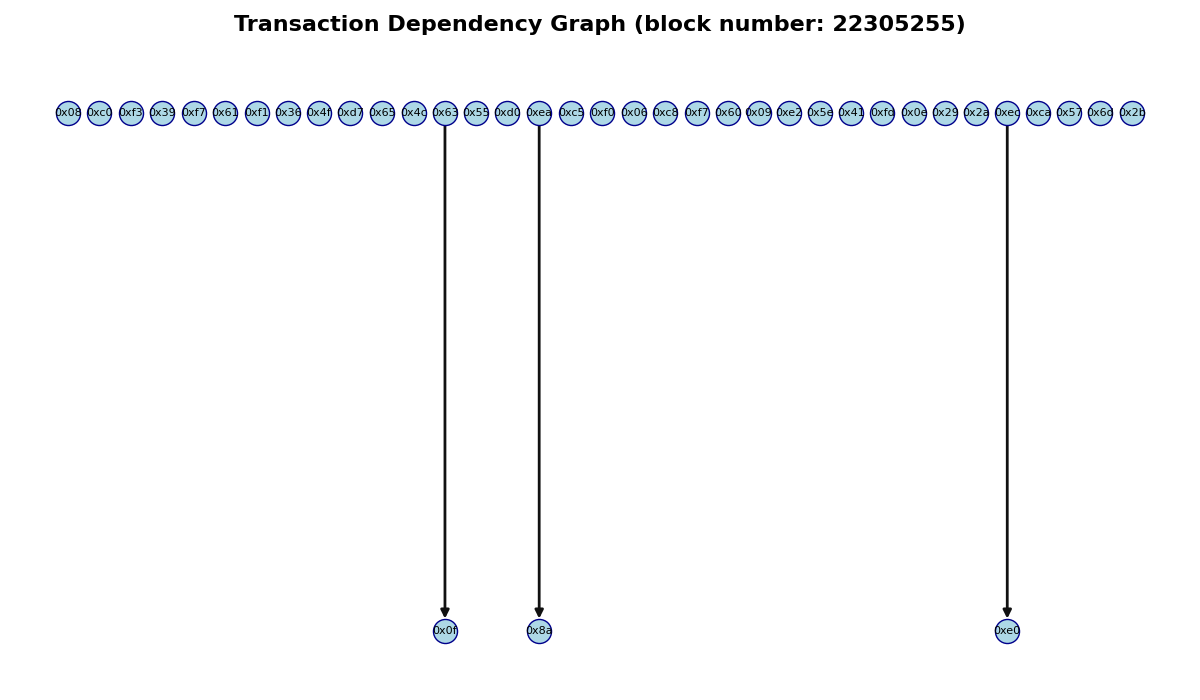 Transaction Dependency Graph (block number: 22305255)
0x08 0xc0 0xf3 0x39 0xf7 0x61 0xf1 0x36 0x4f 0xd7 0x65 0x4c 0x63 0x55 0xd0 0xea 0xc5 0xf0 0x06 0xc8 0xf7 0x60 0x09 0xe2 0x5e 0x41 0xfd 0x0e 0x29 0x2a 0xec 0xca 0x57 0x6d 0x2b
0x0f 0x8a 0xe0